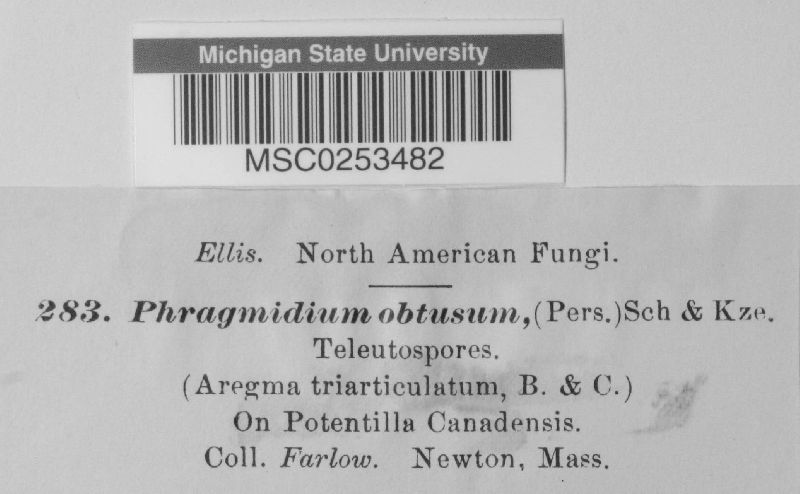 Michigan State University
MSC0253482
Ellis. North American Fungi.
283. Phragmidium obtusum,(Pers.)Sch & Kze.
Teleutospores.
(Aregma triarticulatum, B. & C.)
On Potentilla Canadensis.
Coll. Farlow. Newton, Mass.